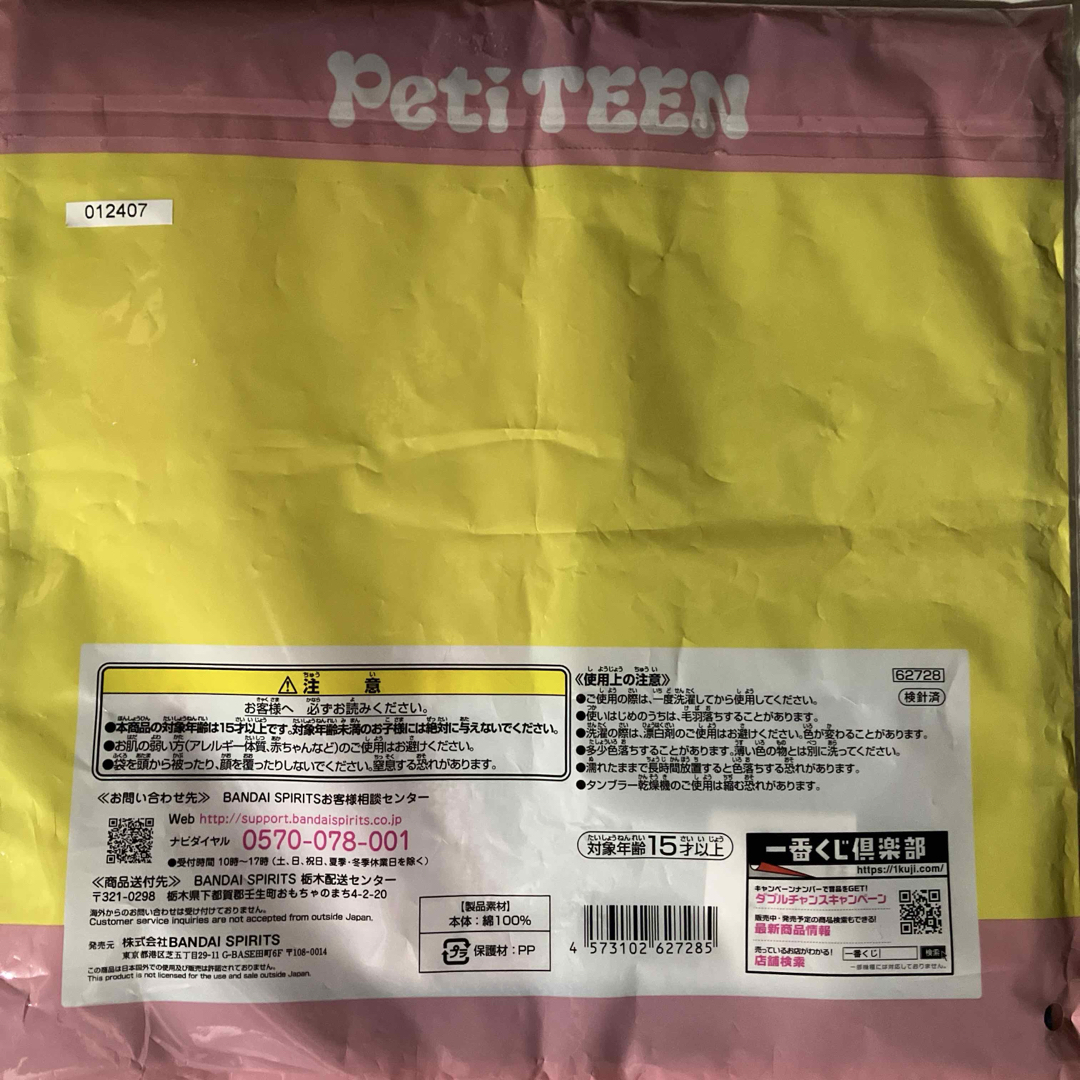 Peti TEEN
012407
⚠注 意
お客様へ 必ずお読みください。
●本商品の対象年齢は15才以上です。対象年齢未満のお子様には絶対に与えないでください。
●お肌の弱い方(アレルギー体質、赤ちゃんなど)のご使用はお避けください。
●袋を頭から被ったり、顔を覆ったりしないでください。窒息する恐れがあります。
≪お問い合わせ先≫ BANDAI SPIRITSお客様相談センター
Web http://support.bandaispirits.co.jp
ナビダイヤル 0570-078-001
●受付時間 10時〜17時 (土、日、祝日、夏季・冬季休業日を除く)
≪商品送付先≫ BANDAI SPIRITS 栃木配送センター
〒321-0298 栃木県下都賀郡壬生町おもちゃのまち4-2-20
海外からのお問い合わせは受け付けておりません。
Customer service inquiries are not accepted from outside Japan.
発売元 株式会社BANDAI SPIRITS
東京都港区芝五丁目29-11 G-BASE田町6F 〒108-0014
この商品は日本国外での使用及び販売は許諾されておりません。
This product is not licensed for the use and sale outside Japan.
≪使用上の注意≫
62728
検針済
●ご使用の際は、一度洗濯してから使用してください。
●使いはじめのうちは、毛羽落ちすることがあります。
●洗濯の際は、漂白剤のご使用はお避けください。色が変わることがあります。
●多少色落ちすることがあります。薄い色の物とは別に洗ってください。
●濡れたままで長時間放置すると色落ちする恐れがあります。
●タンブラー乾燥機のご使用は縮む恐れがあります。
対象年齢15才以上
【製品素材】
本体:綿100%
プラ 保護材:PP
4 573102 627285
一番くじ倶楽部
https://1kuji.com/
キャンペーンナンバーで賞品をGET!
ダブルチャンスキャンペーン
販売中・発売予定の商品検索もできる!
最新商品情報
売っているお店がわかる!
店舗検索
一番くじ 検索
一部機種には対応しておりません。